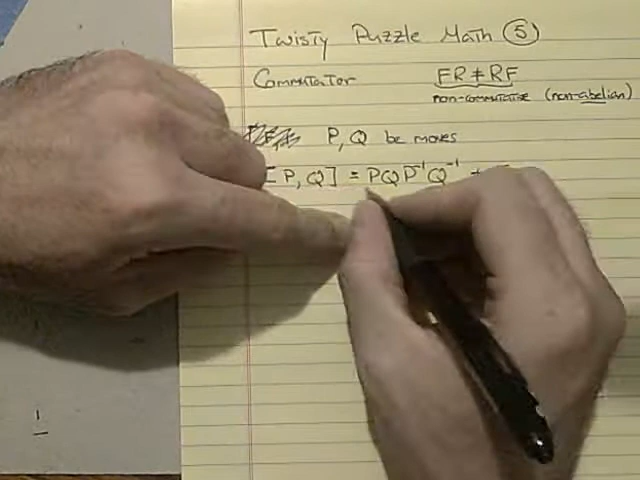 Twisty Puzzle Math 5
Commutator FR ≠ RF
non-commutative (non-abelian)
P, Q be moves
[P, Q] = PQP⁻¹Q⁻¹